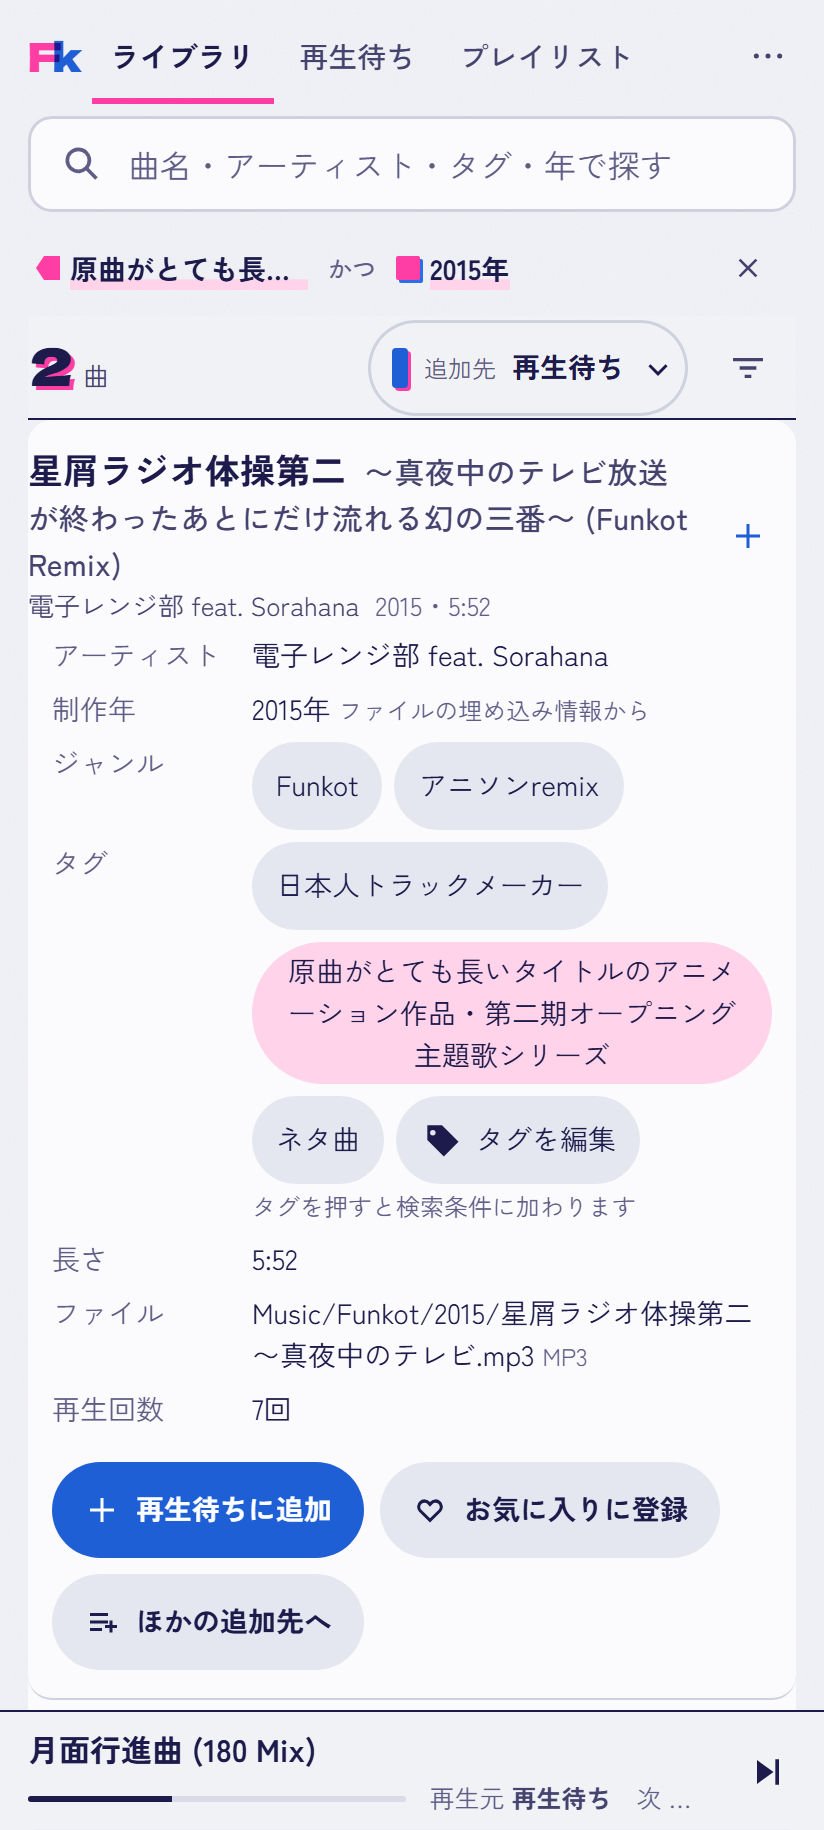 Fk ライブラリ 再生待ち プレイリスト …
曲名・アーティスト・タグ・年で探す
原曲がとても長… かつ 2015年
2 曲 追加先 再生待ち
星屑ラジオ体操第二 〜真夜中のテレビ放送
が終わったあとにだけ流れる幻の三番〜 (Funkot
Remix)
電子レンジ部 feat. Sorahana 2015・5:52
アーティスト 電子レンジ部 feat. Sorahana
制作年 2015年 ファイルの埋め込み情報から
ジャンル Funkot アニソンremix
タグ 日本人トラックメーカー
原曲がとても長いタイトルのアニメ
ーション作品・第二期オープニング
主題歌シリーズ
ネタ曲 タグを編集
タグを押すと検索条件に加わります
長さ 5:52
ファイル Music/Funkot/2015/星屑ラジオ体操第二
〜真夜中のテレビ.mp3 MP3
再生回数 7回
再生待ちに追加 お気に入りに登録
ほかの追加先へ
月面行進曲 (180 Mix)
再生元 再生待ち 次 …